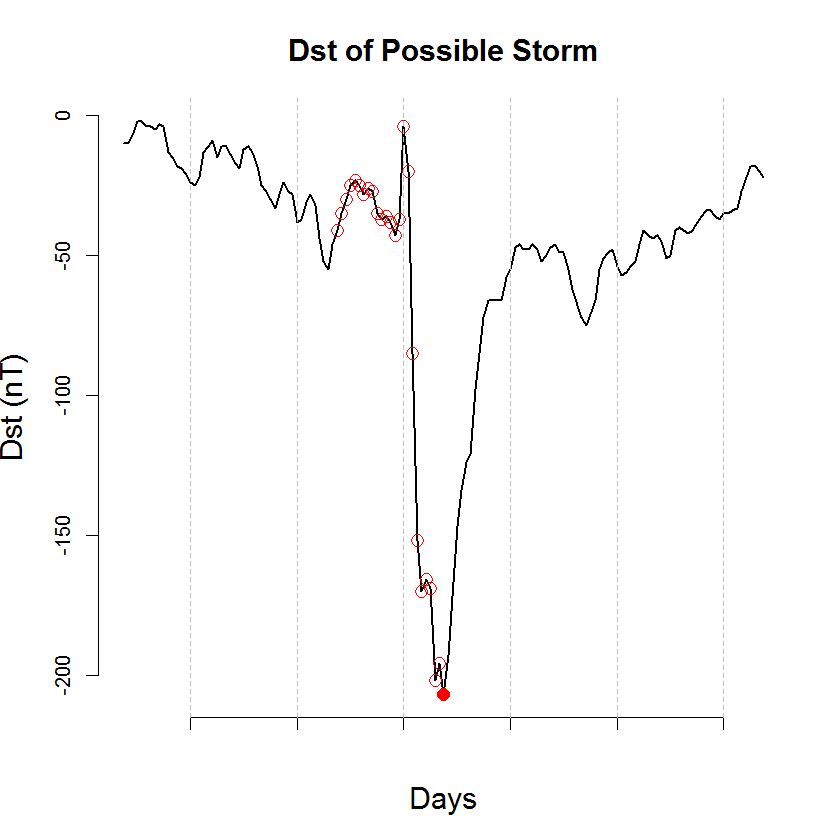 Dst of Possible Storm
0
-50
-100
-150
-200
Dst (nT)
Days